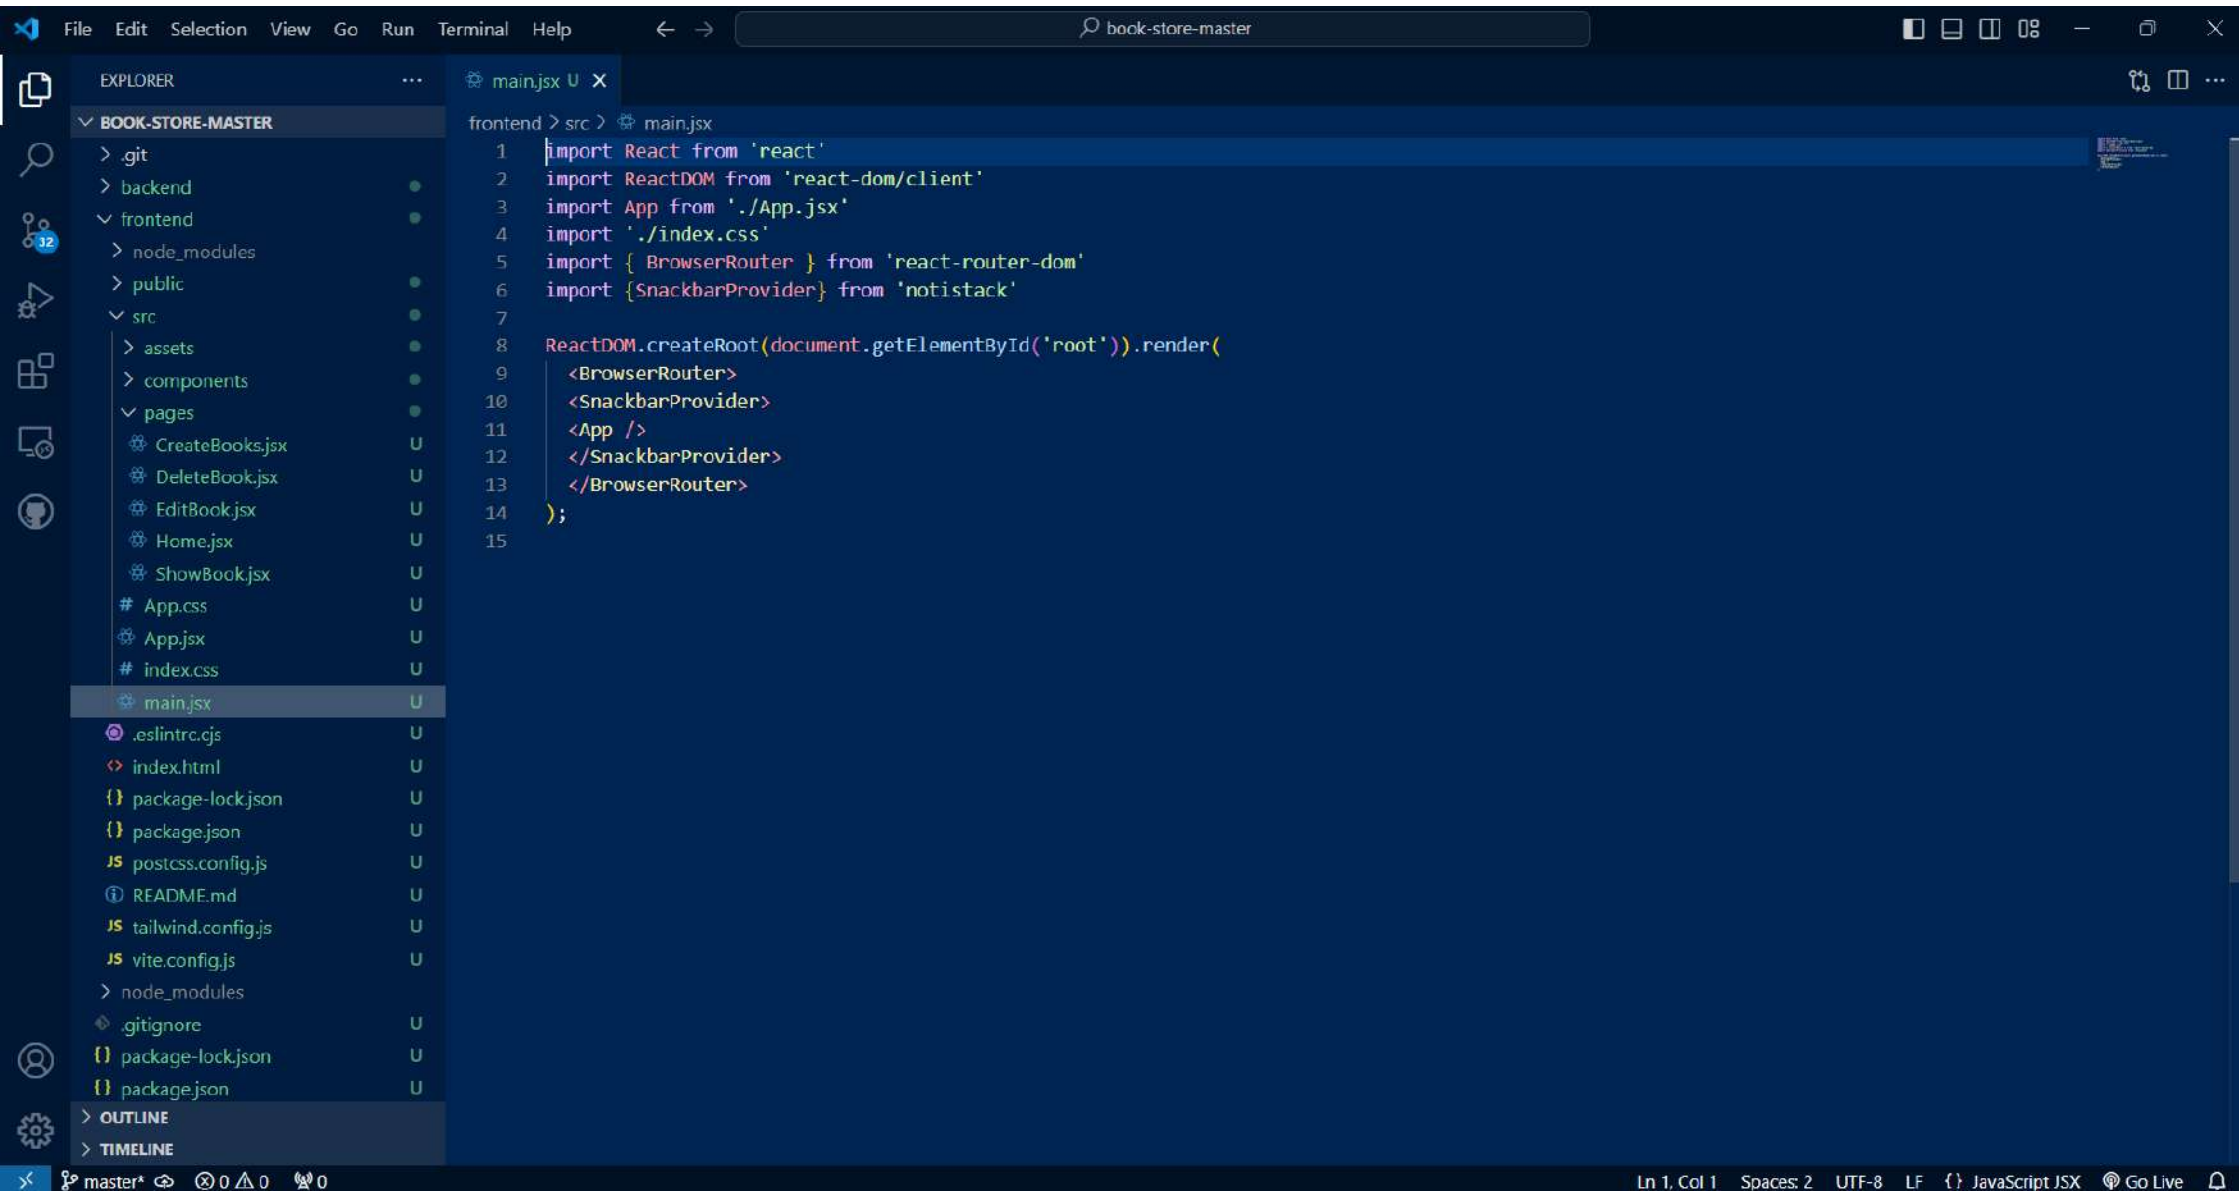 File Edit Selection View Go Run Terminal Help book-store-master
EXPLORER
BOOK-STORE-MASTER
.git
backend
frontend
node_modules
public
src
assets
components
pages
CreateBooks.jsx U
DeleteBook.jsx U
EditBook.jsx U
Home.jsx U
ShowBook.jsx U
# App.css U
App.jsx U
# index.css U
main.jsx U
.eslintrc.cjs U
<> index.html U
{} package-lock.json U
{} package.json U
JS postcss.config.js U
README.md U
JS tailwind.config.js U
JS vite.config.js U
node_modules
.gitignore U
{} package-lock.json U
{} package.json U
OUTLINE
TIMELINE
32
main.jsx U
frontend > src > main.jsx
1 import React from 'react'
2 import ReactDOM from 'react-dom/client'
3 import App from './App.jsx'
4 import './index.css'
5 import { BrowserRouter } from 'react-router-dom'
6 import {SnackbarProvider} from 'notistack'
7
8 ReactDOM.createRoot(document.getElementById('root')).render(
9 <BrowserRouter>
10 <SnackbarProvider>
11 <App />
12 </SnackbarProvider>
13 </BrowserRouter>
14 );
15
master* 0 0 0 Ln 1, Col 1 Spaces: 2 UTF-8 LF {} JavaScript JSX Go Live